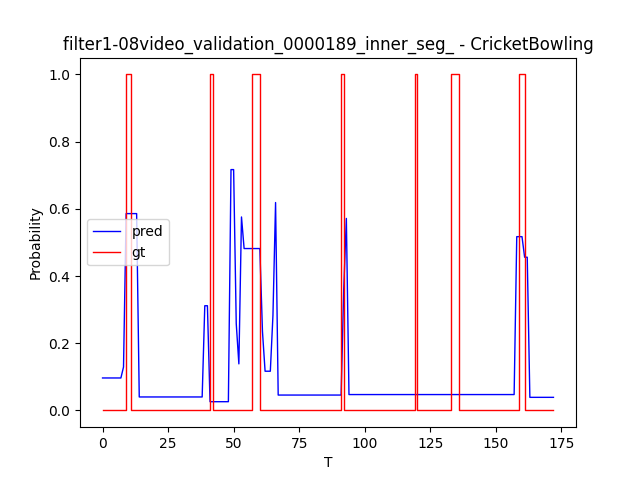 filter1-08video_validation_0000189_inner_seg_ - CricketBowling
1.0
0.8
0.6
0.4
0.2
0.0
Probability
pred
gt
0
25
50
75
100
125
150
175
T